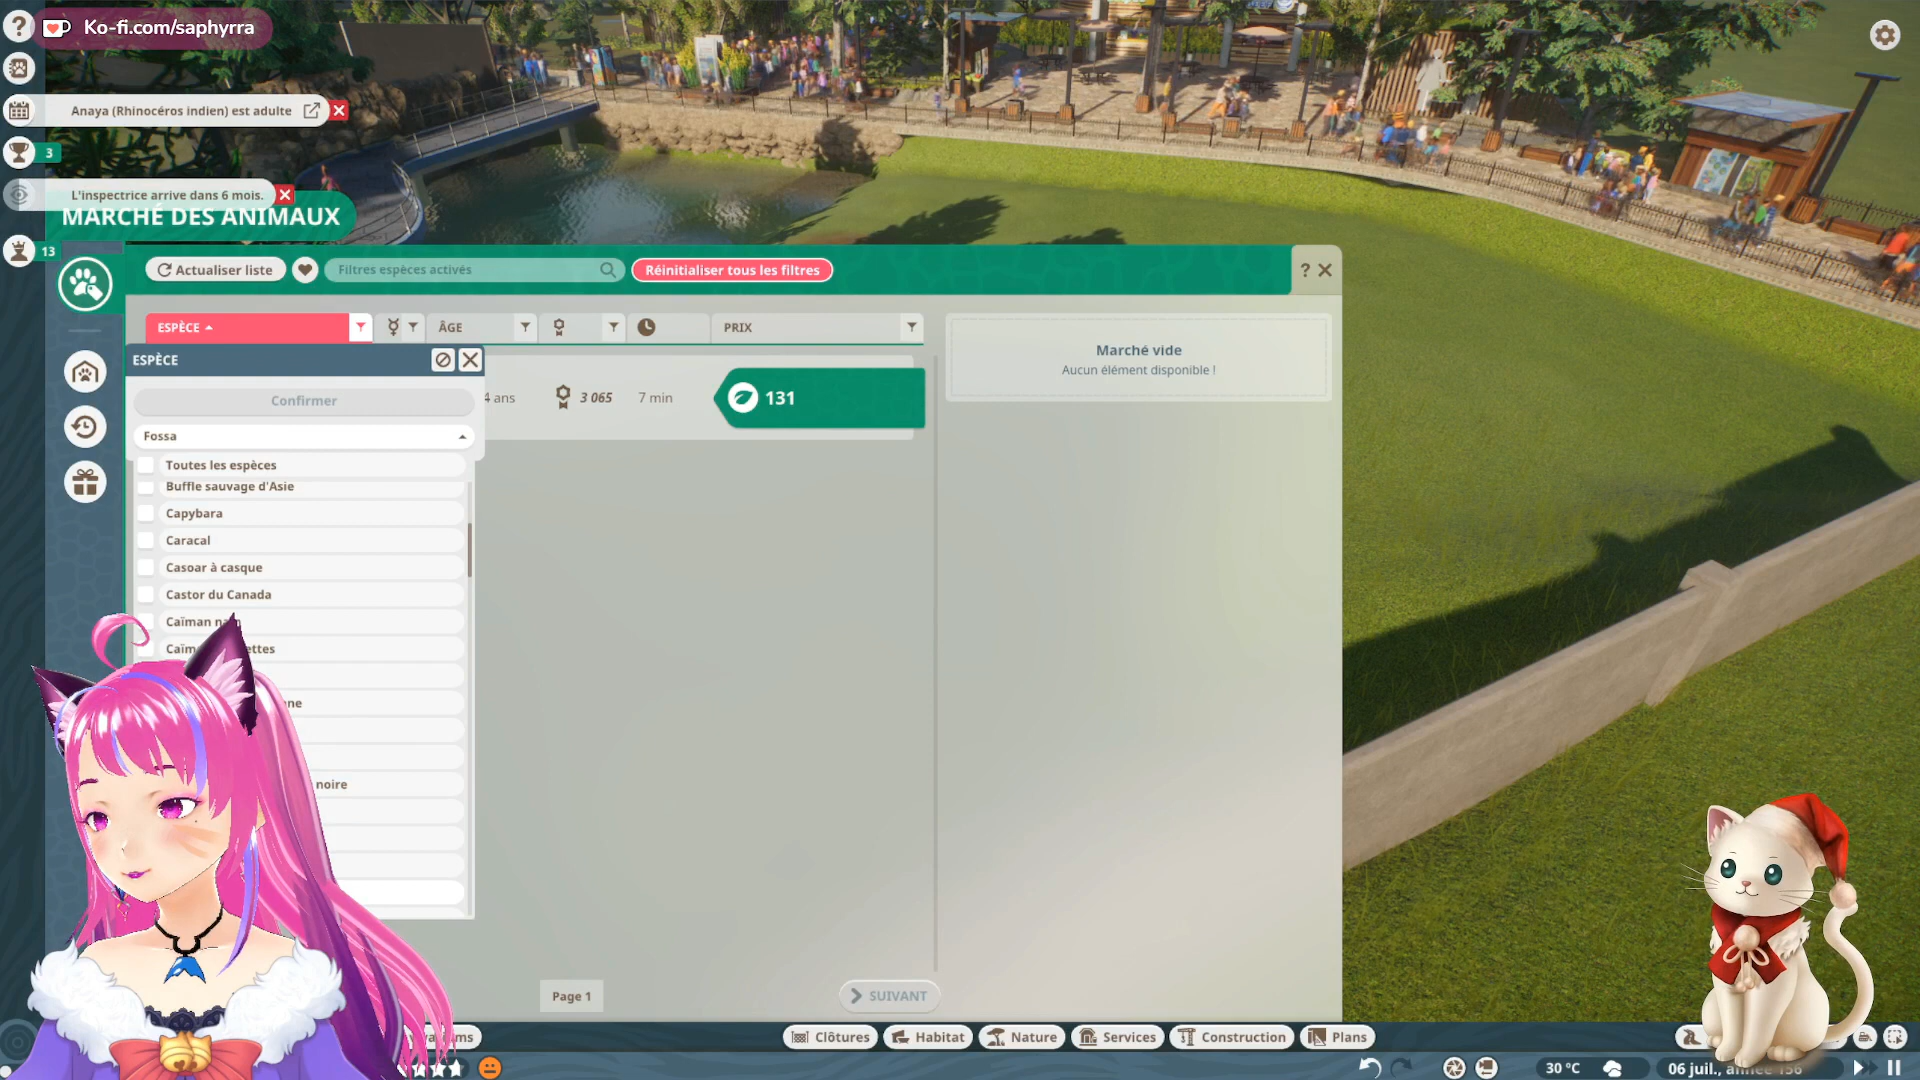 Ko-fi.com/saphyrra
Anaya (Rhinocéros indien) est adulte
3
L'inspectrice arrive dans 6 mois.
MARCHÉ DES ANIMAUX
13
Actualiser liste
Filtres espèces activés
Réinitialiser tous les filtres
?
ESPÈCE
ÂGE
PRIX
ESPÈCE
Confirmer
Fossa
Toutes les espèces
Buffle sauvage d'Asie
Capybara
Caracal
Casoar à casque
Castor du Canada
Caïman
noire
4 ans
3 065
7 min
131
Marché vide
Aucun élément disponible !
Page 1
SUIVANT
Clôtures
Habitat
Nature
Services
Construction
Plans
30 °C
06 juil., année 156